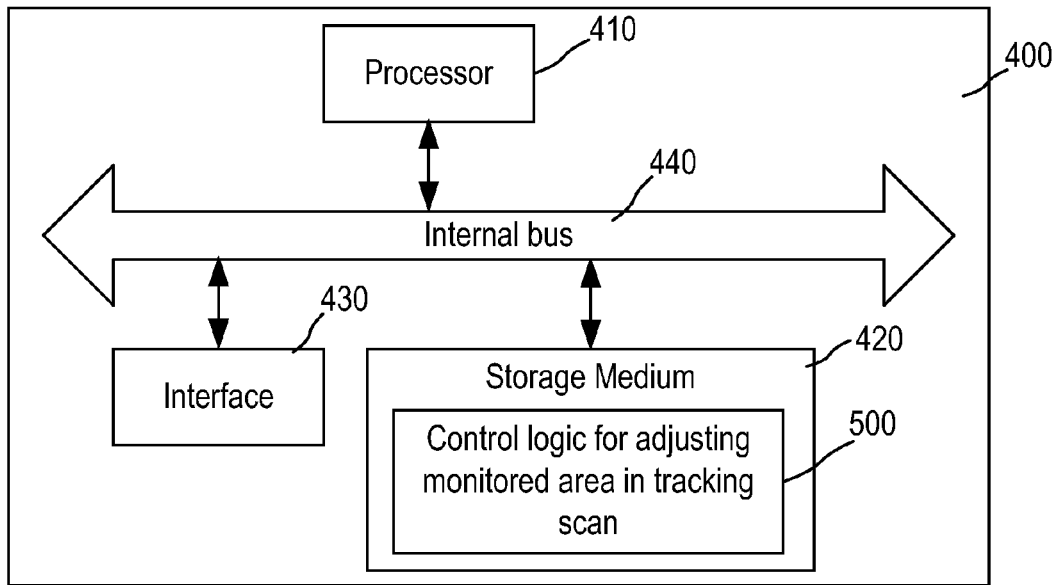 410
Processor
400
440
Internal bus
430
Interface
420
Storage Medium
500
Control logic for adjusting
monitored area in tracking
scan